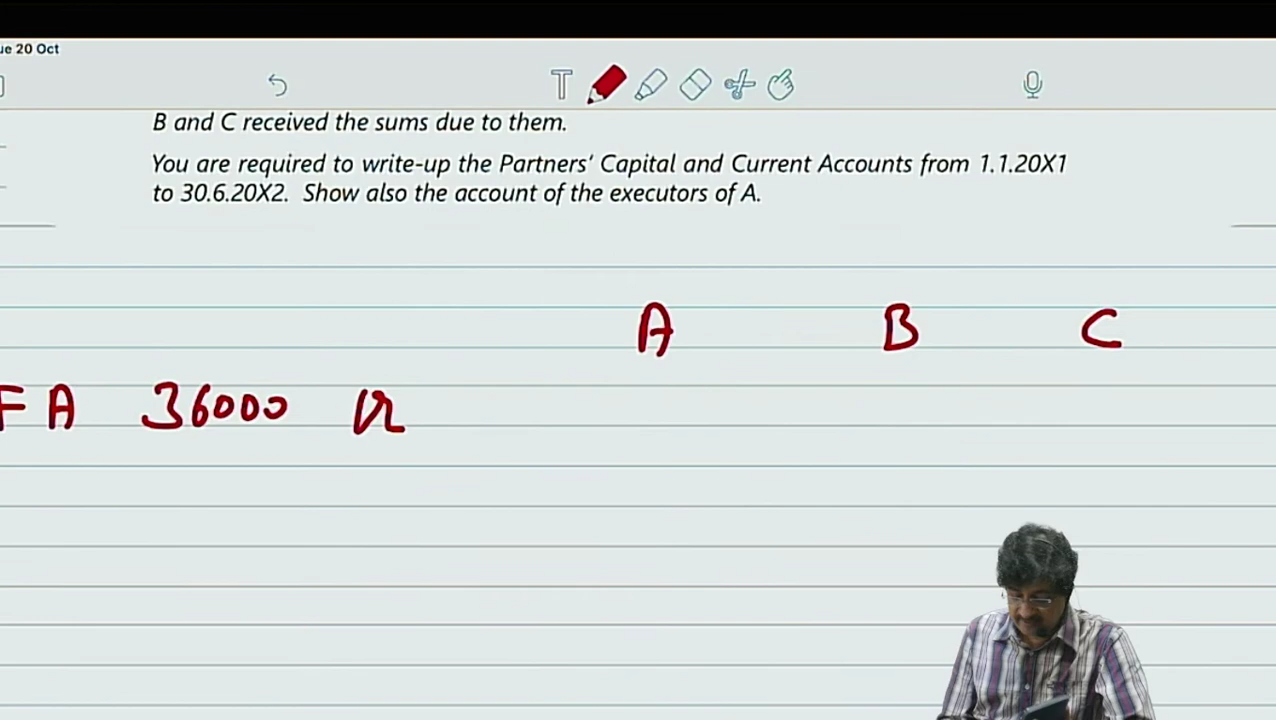 ue 20 Oct
T
B and C received the sums due to them.
You are required to write-up the Partners' Capital and Current Accounts from 1.1.20X1
to 30.6.20X2. Show also the account of the executors of A.
A B C
FA 36000